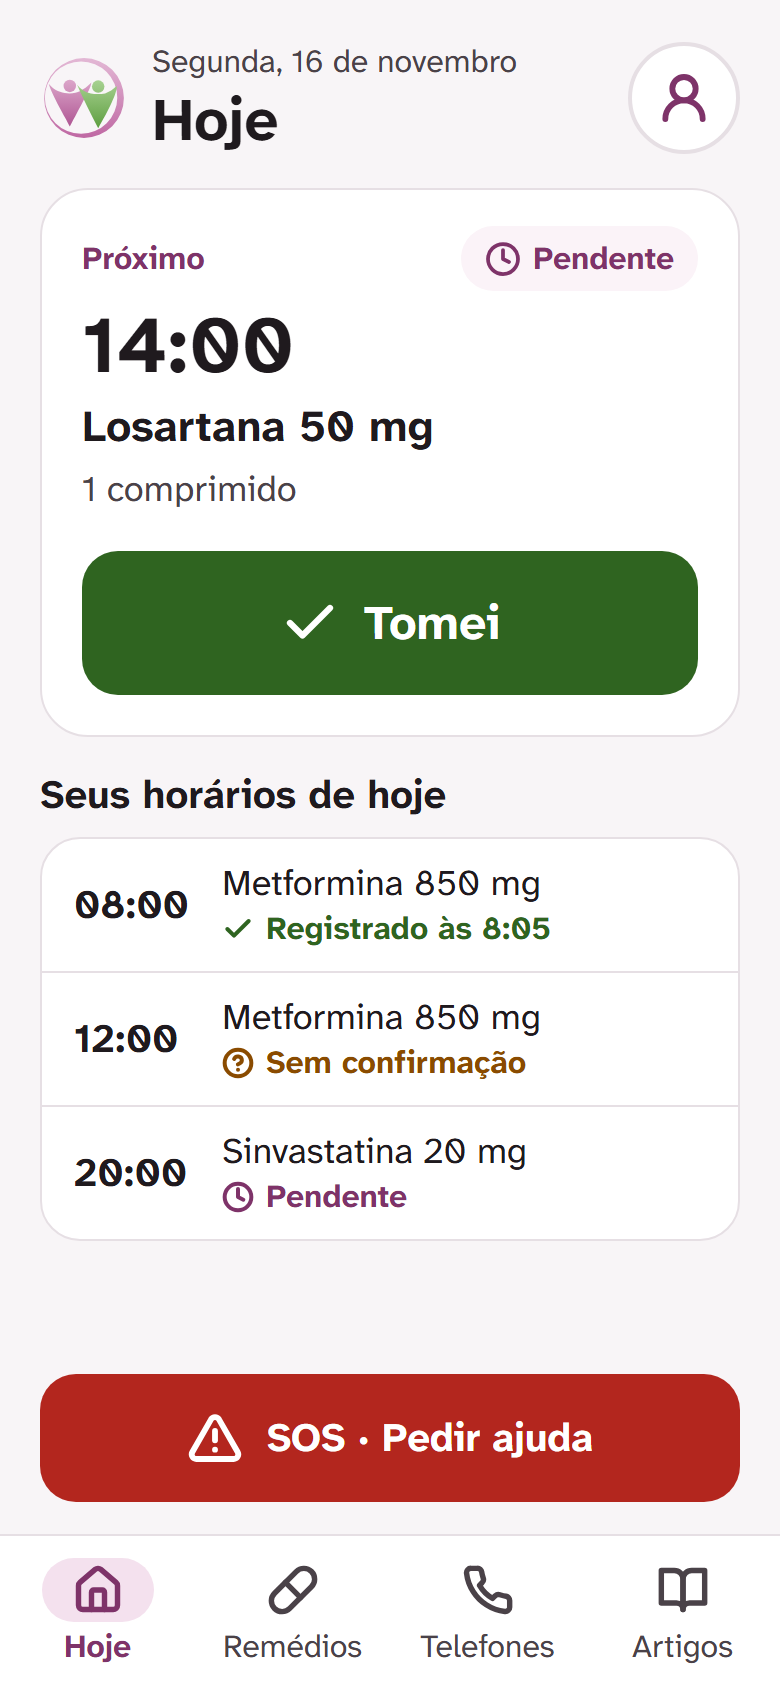 Segunda, 16 de novembro
Hoje
Próximo
Pendente
14:00
Losartana 50 mg
1 comprimido
Tomei
Seus horários de hoje
08:00
Metformina 850 mg
Registrado às 8:05
12:00
Metformina 850 mg
Sem confirmação
20:00
Sinvastatina 20 mg
Pendente
SOS · Pedir ajuda
Hoje
Remédios
Telefones
Artigos